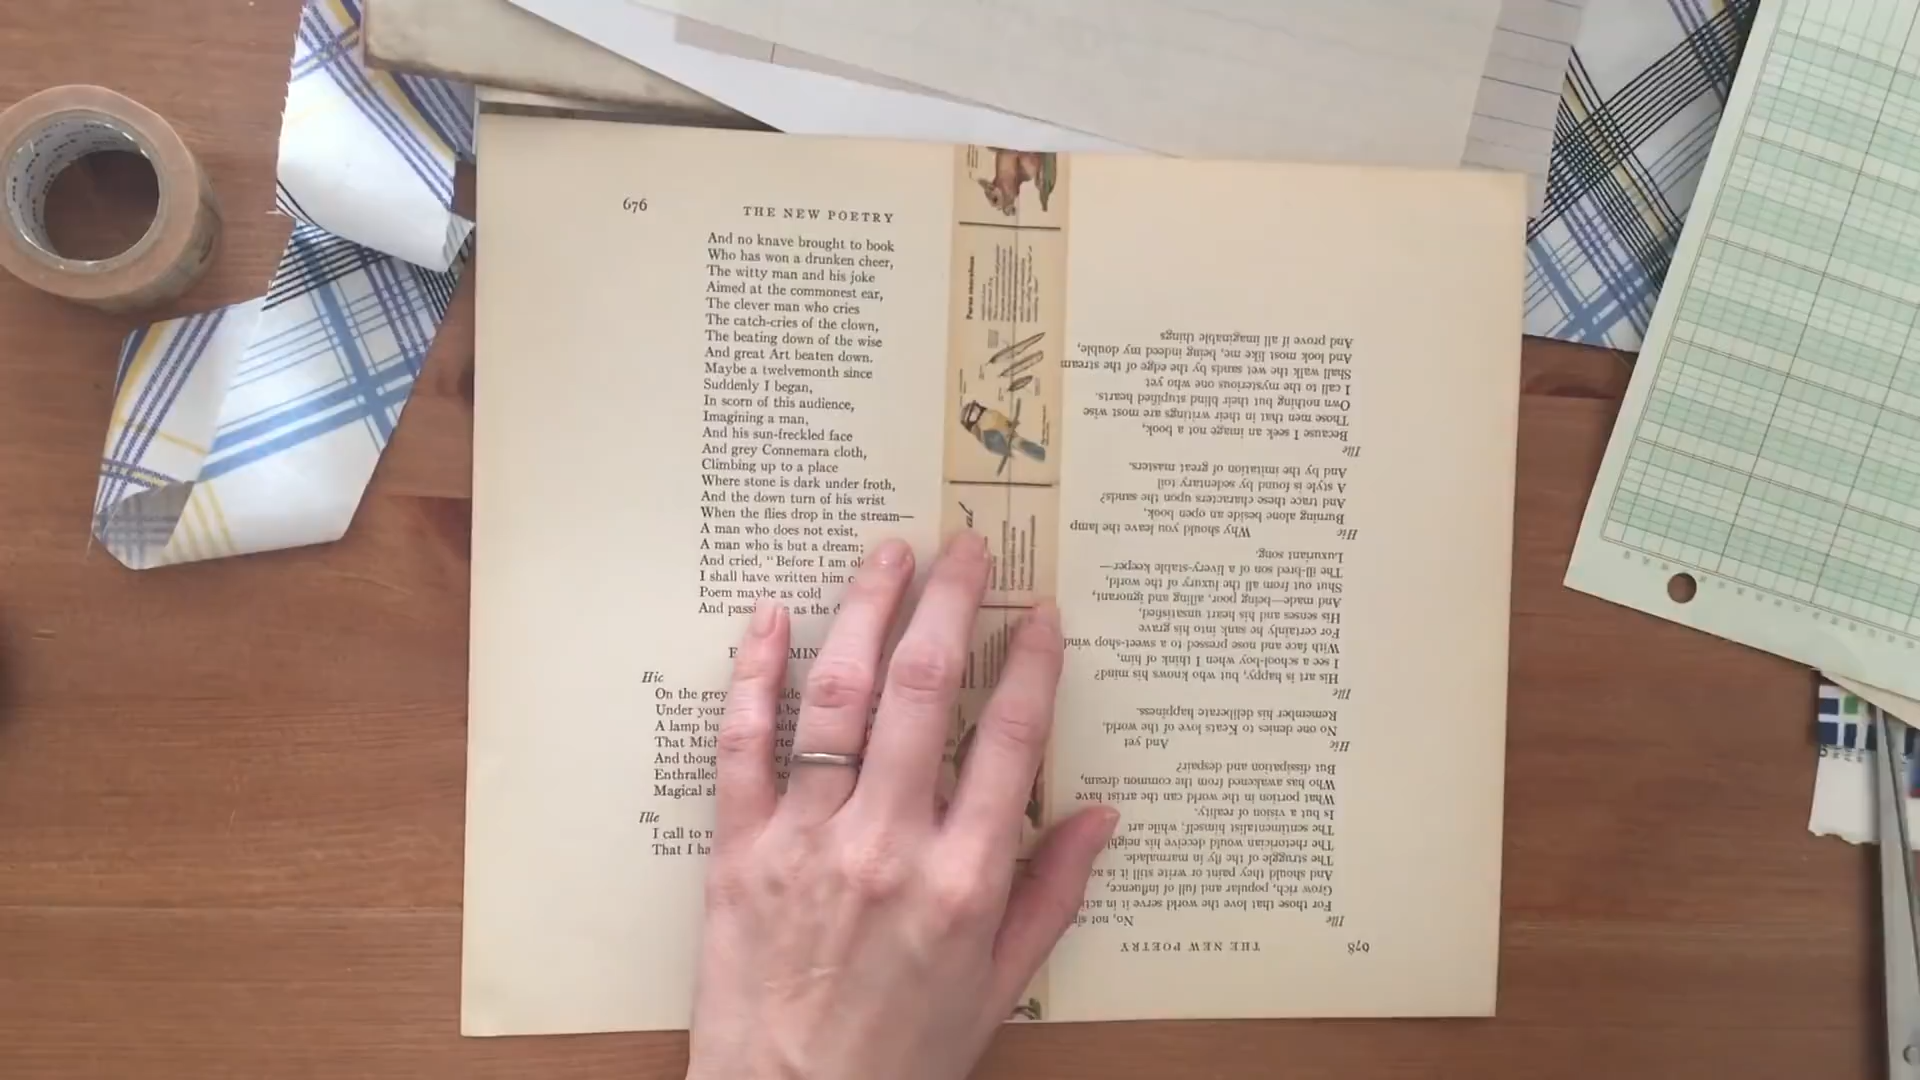 676
THE NEW POETRY
And no knave brought to book
Who has won a drunken cheer,
The witty man and his joke
Aimed at the commonest ear,
The clever man who cries
The catch-cries of the clown,
The beating down of the wise
And great Art beaten down.
Maybe a twelvemonth since
Suddenly I began,
In scorn of this audience,
Imagining a man,
And his sun-freckled face
And grey Connemara cloth,
Climbing up to a place
Where stone is dark under froth,
And the down turn of his wrist
When the flies drop in the stream—
A man who does not exist,
A man who is but a dream;
And cried, "Before I am
I shall have written him
Poem maybe as cold
And as the
Hic
On the grey
Under your
A lamp
That
And
Enthralled
Magical
Ille
I call to
That I
678
THE NEW POETRY
Ille
No, not
For those that love the world serve it in
Grow rich, popular and full of influence,
And should they paint or write still it is
The struggle of the fly in marmalade.
The rhetorician would deceive his
The sentimentalist himself; while art
Is but a vision of reality.
What portion in the world can the artist have
Who has awakened from the common dream,
But dissipation and despair?
Hic
And yet
No one denies to Keats love of the world,
Remember his deliberate happiness.
Ille
His art is happy, but who knows his mind?
I see a school-boy when I think of him,
With face and nose pressed to a sweet-shop
For certainly he sank into his grave
His senses and his heart unsatisfied,
And made—being poor, ailing and ignorant,
Shut out from all the luxury of the world,
The ill-bred son of a livery-stable keeper—
Luxuriant song.
Hic
Why should you leave the lamp
Burning alone beside an open book,
And trace these characters upon the sands?
A style is found by sedentary toil
And by the imitation of great masters.
Ille
Because I seek an image not a book,
Those men that in their writings are most wise
Own nothing but their blind stupified hearts.
I call to the mysterious one who yet
Shall walk the wet sands by the edge of the stream
And look most like me, being indeed my double,
And prove if all imaginable things